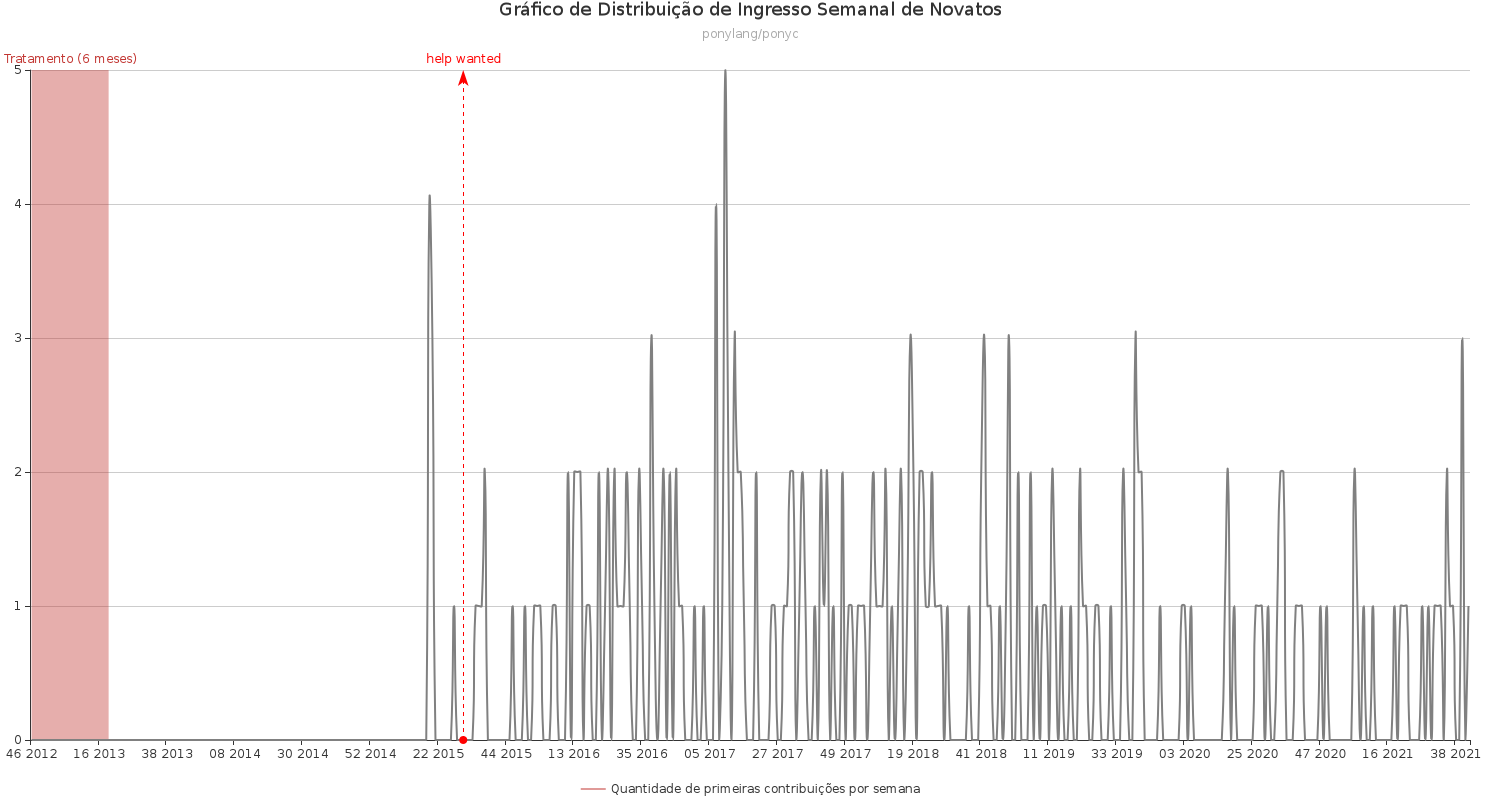 Gráfico de Distribuição de Ingresso Semanal de Novatos
ponylang/ponyc
Tratamento (6 meses)
help wanted
5
4
3
2
1
0
46 2012 16 2013 38 2013 08 2014 30 2014 52 2014 22 2015 44 2015 13 2016 35 2016 05 2017 27 2017 49 2017 19 2018 41 2018 11 2019 33 2019 03 2020 25 2020 47 2020 16 2021 38 2021
Quantidade de primeiras contribuições por semana